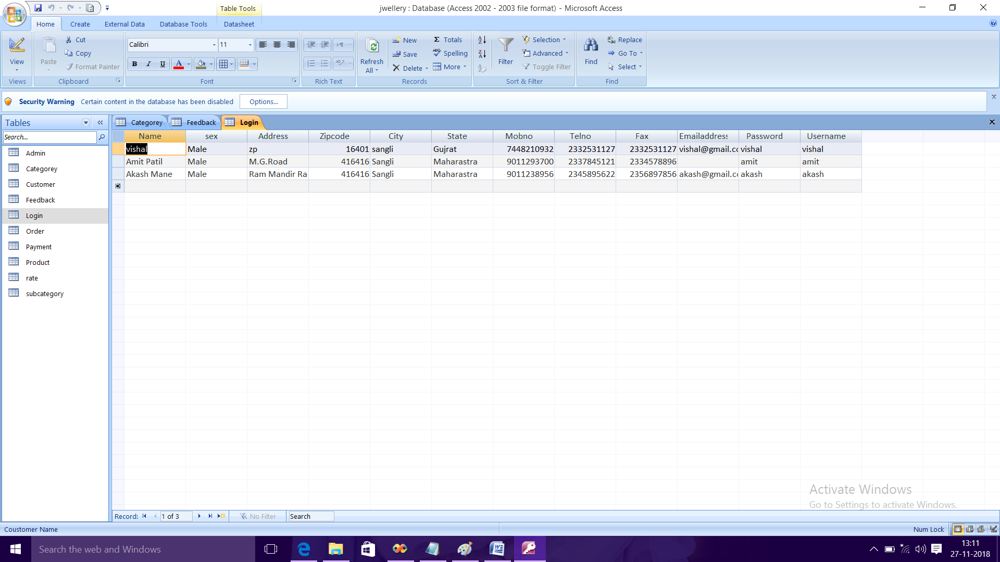 Table Tools
jwellery : Database (Access 2002 - 2003 file format) - Microsoft Access
Home Create External Data Database Tools Datasheet
View
Views
Paste
Cut
Copy
Format Painter
Clipboard
Calibri 11
B I U A
Font
Rich Text
Refresh All
New
Save
Delete
Totals
Spelling
More
Records
Filter
Selection
Advanced
Toggle Filter
Sort & Filter
Find
Replace
Go To
Select
Find
Security Warning Certain content in the database has been disabled Options...
Tables
Search...
Admin
Categorey
Customer
Feedback
Login
Order
Payment
Product
rate
subcategory
Categorey Feedback Login
Name sex Address Zipcode City State Mobno Telno Fax Emailaddress Password Username
vishal Male zp 16401 sangli Gujrat 7448210932 2332531127 2332531127 vishal@gmail.cc vishal vishal
Amit Patil Male M.G.Road 416416 Sangli Maharastra 9011293700 2337845121 2334578896 amit amit
Akash Mane Male Ram Mandir Ra 416416 Sangli Maharastra 9011238956 2345895622 2356897856 akash@gmail.cc akash akash
Activate Windows
Go to Settings to activate Windows.
Record: 1 of 3 No Filter Search
Coustomer Name Num Lock
Search the web and Windows
13:11
27-11-2018